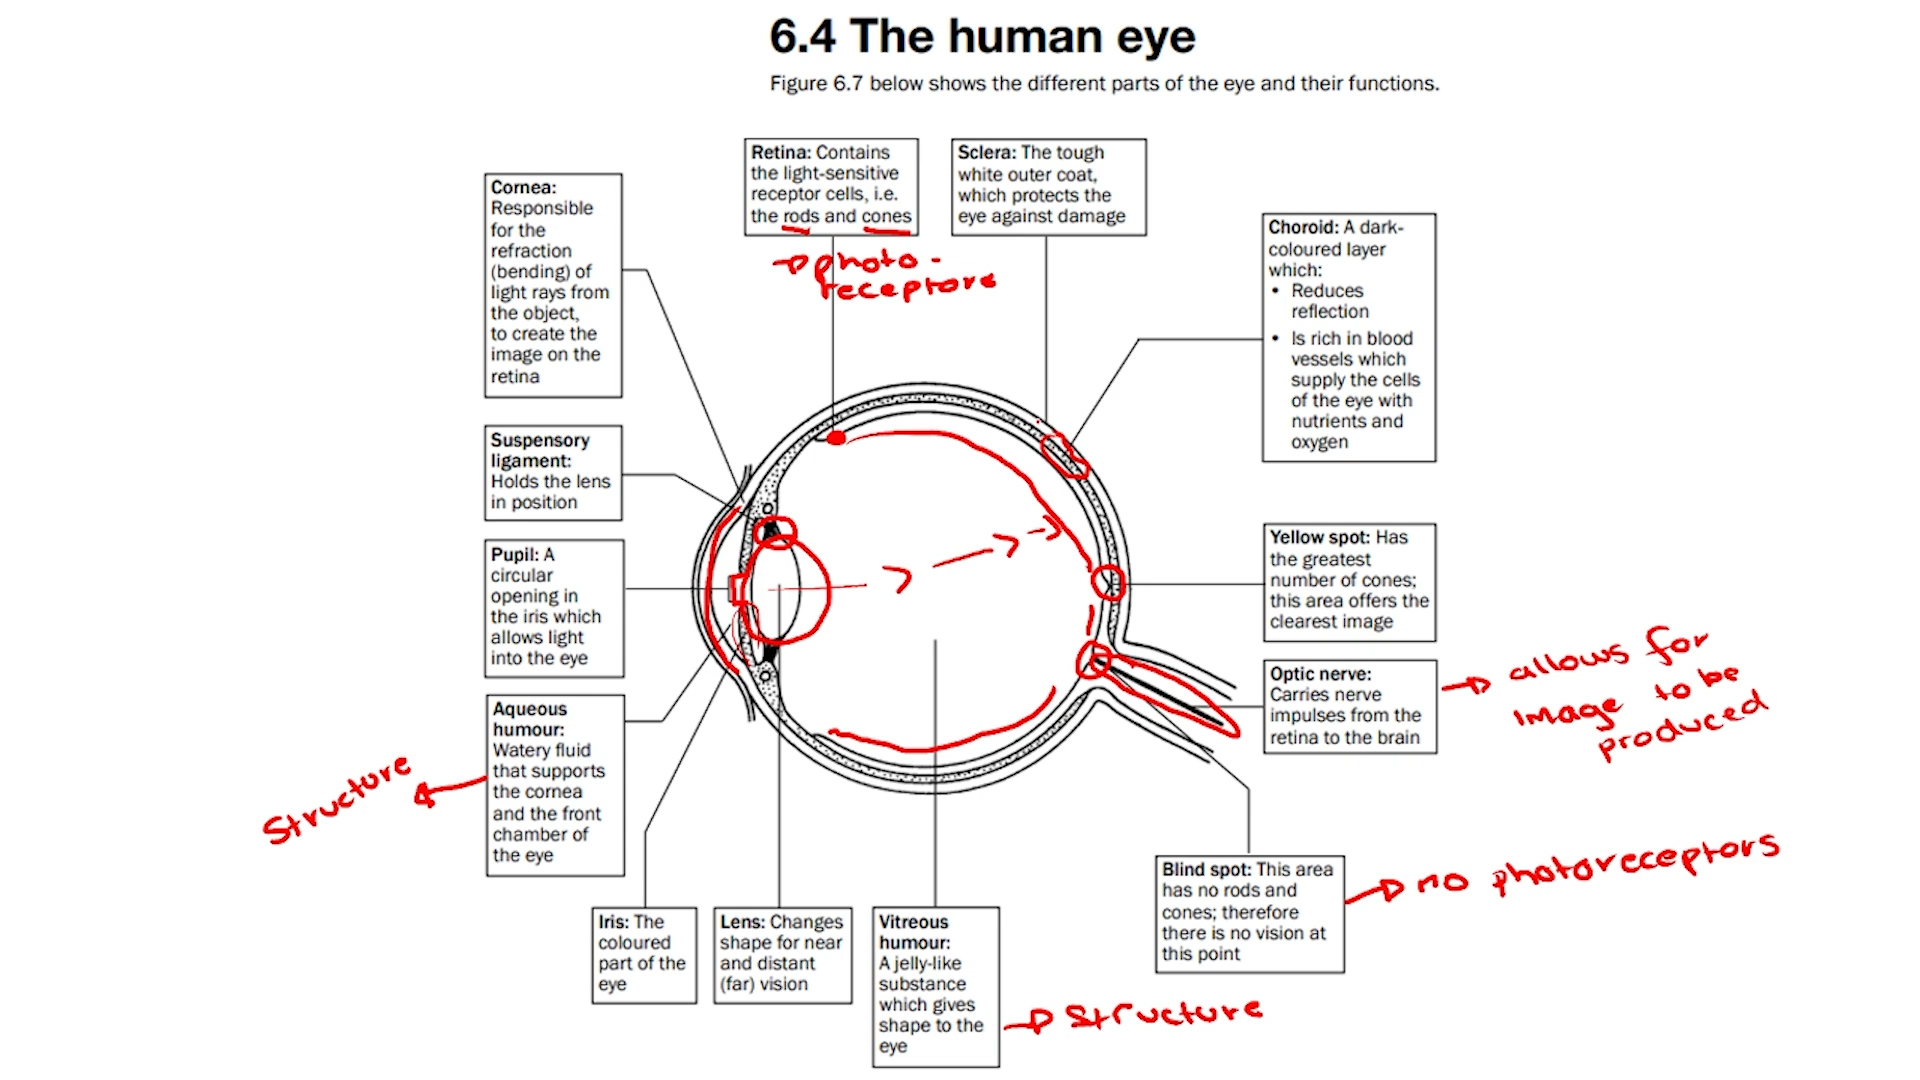 6.4 The human eye
Figure 6.7 below shows the different parts of the eye and their functions.
Retina: Contains
the light-sensitive
receptor cells, i.e.
the rods and cones
photo-
receptors
Sclera: The tough
white outer coat,
which protects the
eye against damage
Cornea:
Responsible
for the
refraction
(bending) of
light rays from
the object,
to create the
image on the
retina
Choroid: A dark-
coloured layer
which:
• Reduces
reflection
• Is rich in blood
vessels which
supply the cells
of the eye with
nutrients and
oxygen
Suspensory
ligament:
Holds the lens
in position
Yellow spot: Has
the greatest
number of cones;
this area offers the
clearest image
Pupil: A
circular
opening in
the iris which
allows light
into the eye
Optic nerve:
Carries nerve
impulses from the
retina to the brain
allows for
image to be
produced
Aqueous
humour:
Watery fluid
that supports
the cornea
and the front
chamber of
the eye
Structure
Blind spot: This area
has no rods and
cones; therefore
there is no vision at
this point
no photoreceptors
Iris: The
coloured
part of the
eye
Lens: Changes
shape for near
and distant
(far) vision
Vitreous
humour:
A jelly-like
substance
which gives
shape to the
eye
Structure